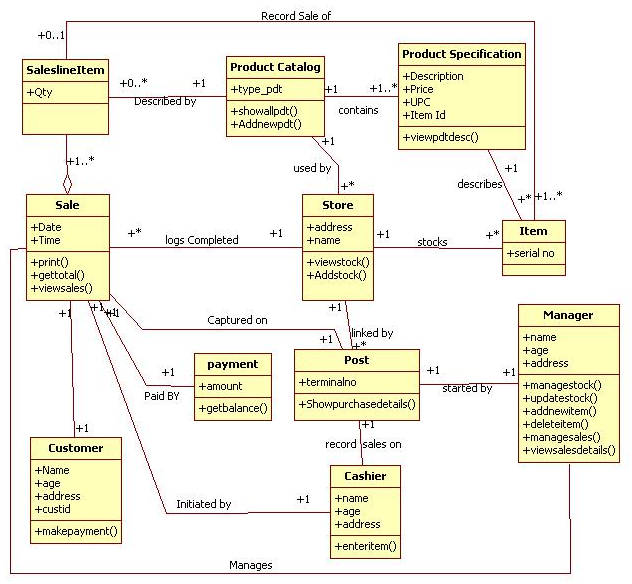 Record Sale of
+0..1
SaleslineItem
+Qty
+0..*
Described by
+1
Product Catalog
+type_pdt
+showallpdt()
+Addnewpdt()
+1
contains
+1..*
Product Specification
+Description
+Price
+UPC
+Item Id
+viewpdtdesc()
+1..*
+1
used by
+*
+1
describes
+*
+1..*
Sale
+Date
+Time
+print()
+gettotal()
+viewsales()
+*
logs Completed
+1
Store
+address
+name
+viewstock()
+Addstock()
+1
stocks
+*
Item
+serial no
+1
+1
+1
+1
Captured on
+1
+1
linked by
+*
Manager
+name
+age
+address
+managestock()
+updatestock()
+addnewitem()
+deleteitem()
+managesales()
+viewsalesdetails()
payment
+amount
+getbalance()
+1
Paid BY
Post
+terminalno
+Showpurchasedetails()
+1
started by
+1
+1
record sales on
+1
Customer
+Name
+age
+address
+custid
+makepayment()
Initiated by
+1
Cashier
+name
+age
+address
+enteritem()
Manages